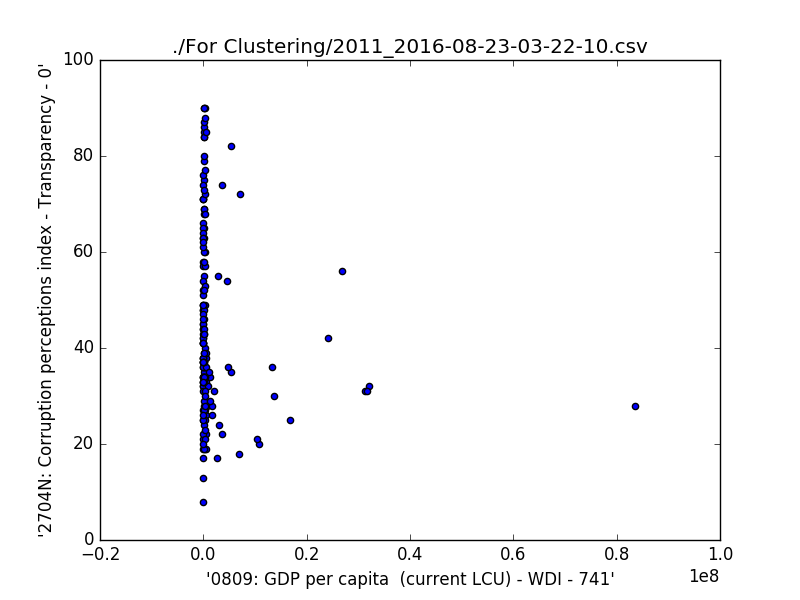 ./For Clustering/2011_2016-08-23-03-22-10.csv
100
80
60
40
20
0
'2704N: Corruption perceptions index - Transparency - 0'
−0.2 0.0 0.2 0.4 0.6 0.8 1.0
1e8
'0809: GDP per capita  (current LCU) - WDI - 741'